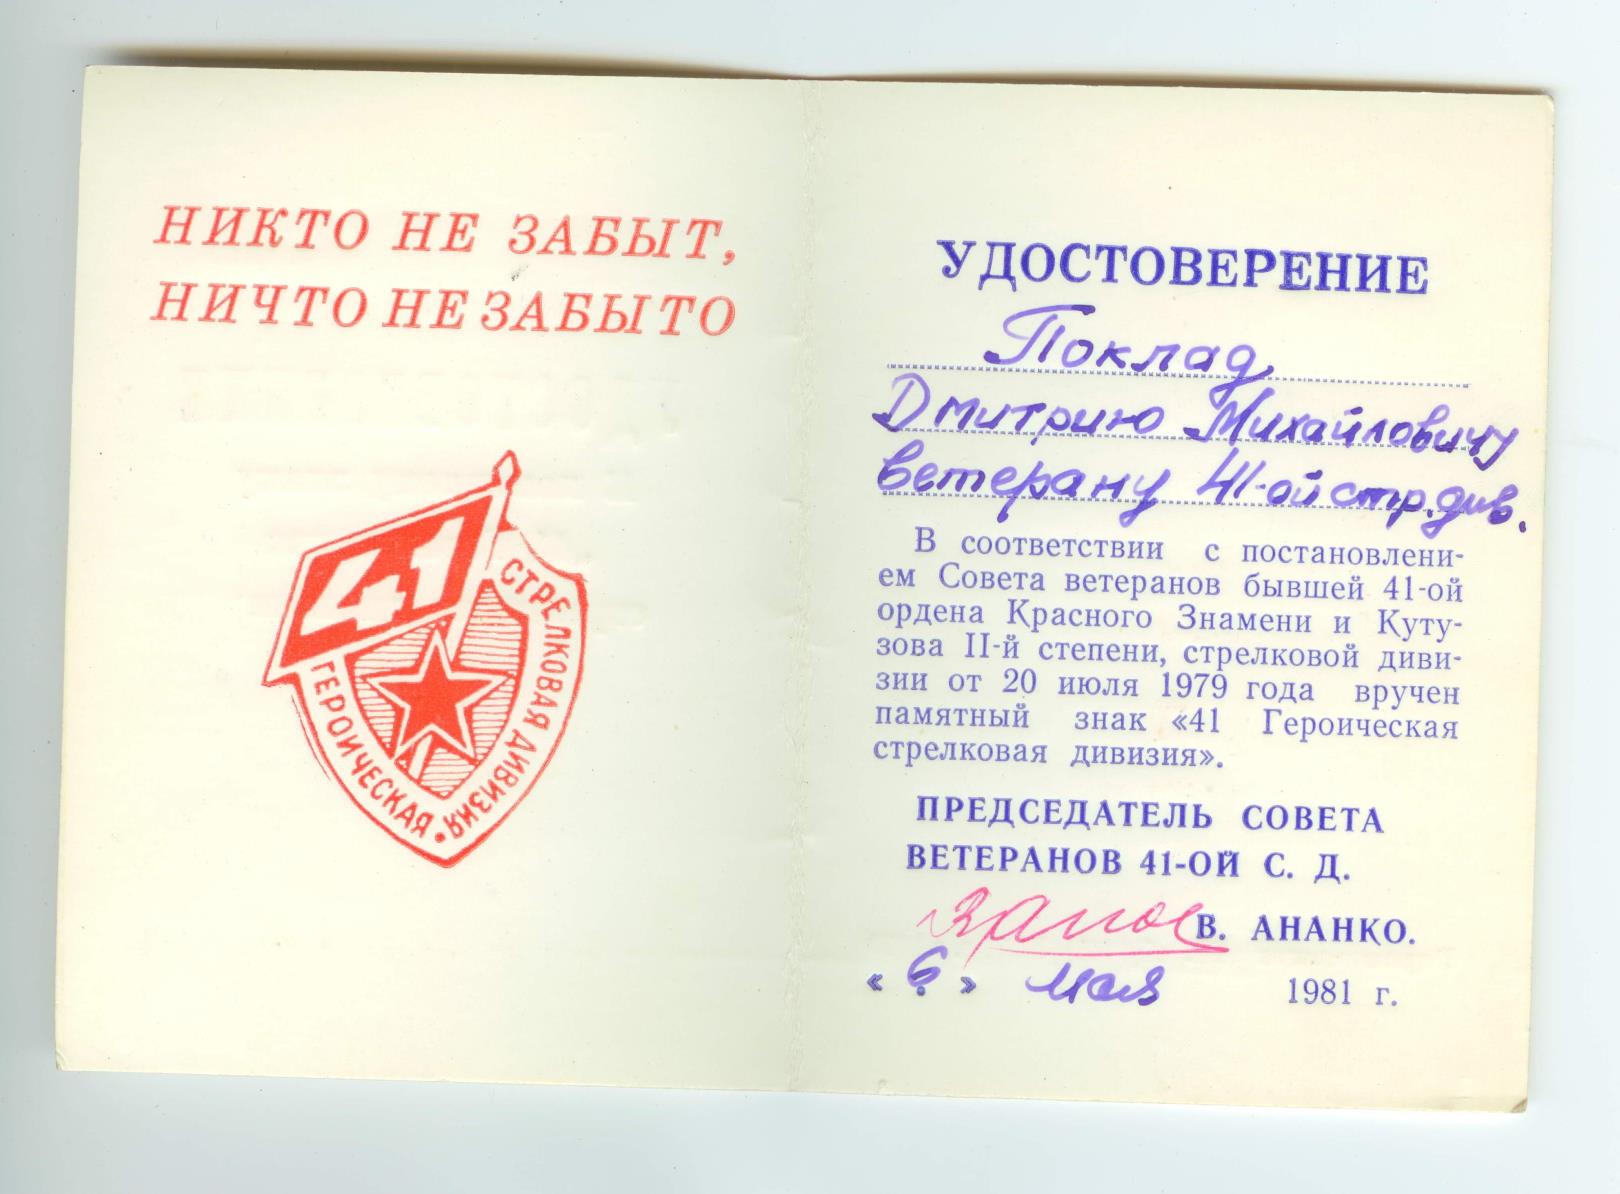 НИКТО НЕ ЗАБЫТ,
НИЧТО НЕ ЗАБЫТО
41
СТРЕЛКОВАЯ ДИВИЗИЯ
ГЕРОИЧЕСКАЯ
УДОСТОВЕРЕНИЕ
Поклад
Дмитрию Михайловичу
ветерану 41-ой стр. див.
В соответствии с постановлени-
ем Совета ветеранов бывшей 41-ой
ордена Красного Знамени и Куту-
зова II-й степени, стрелковой диви-
зии от 20 июля 1979 года вручен
памятный знак «41 Героическая
стрелковая дивизия».
ПРЕДСЕДАТЕЛЬ СОВЕТА
ВЕТЕРАНОВ 41-ОЙ С. Д.
В. АНАНКО.
« 6 » мая 1981 г.